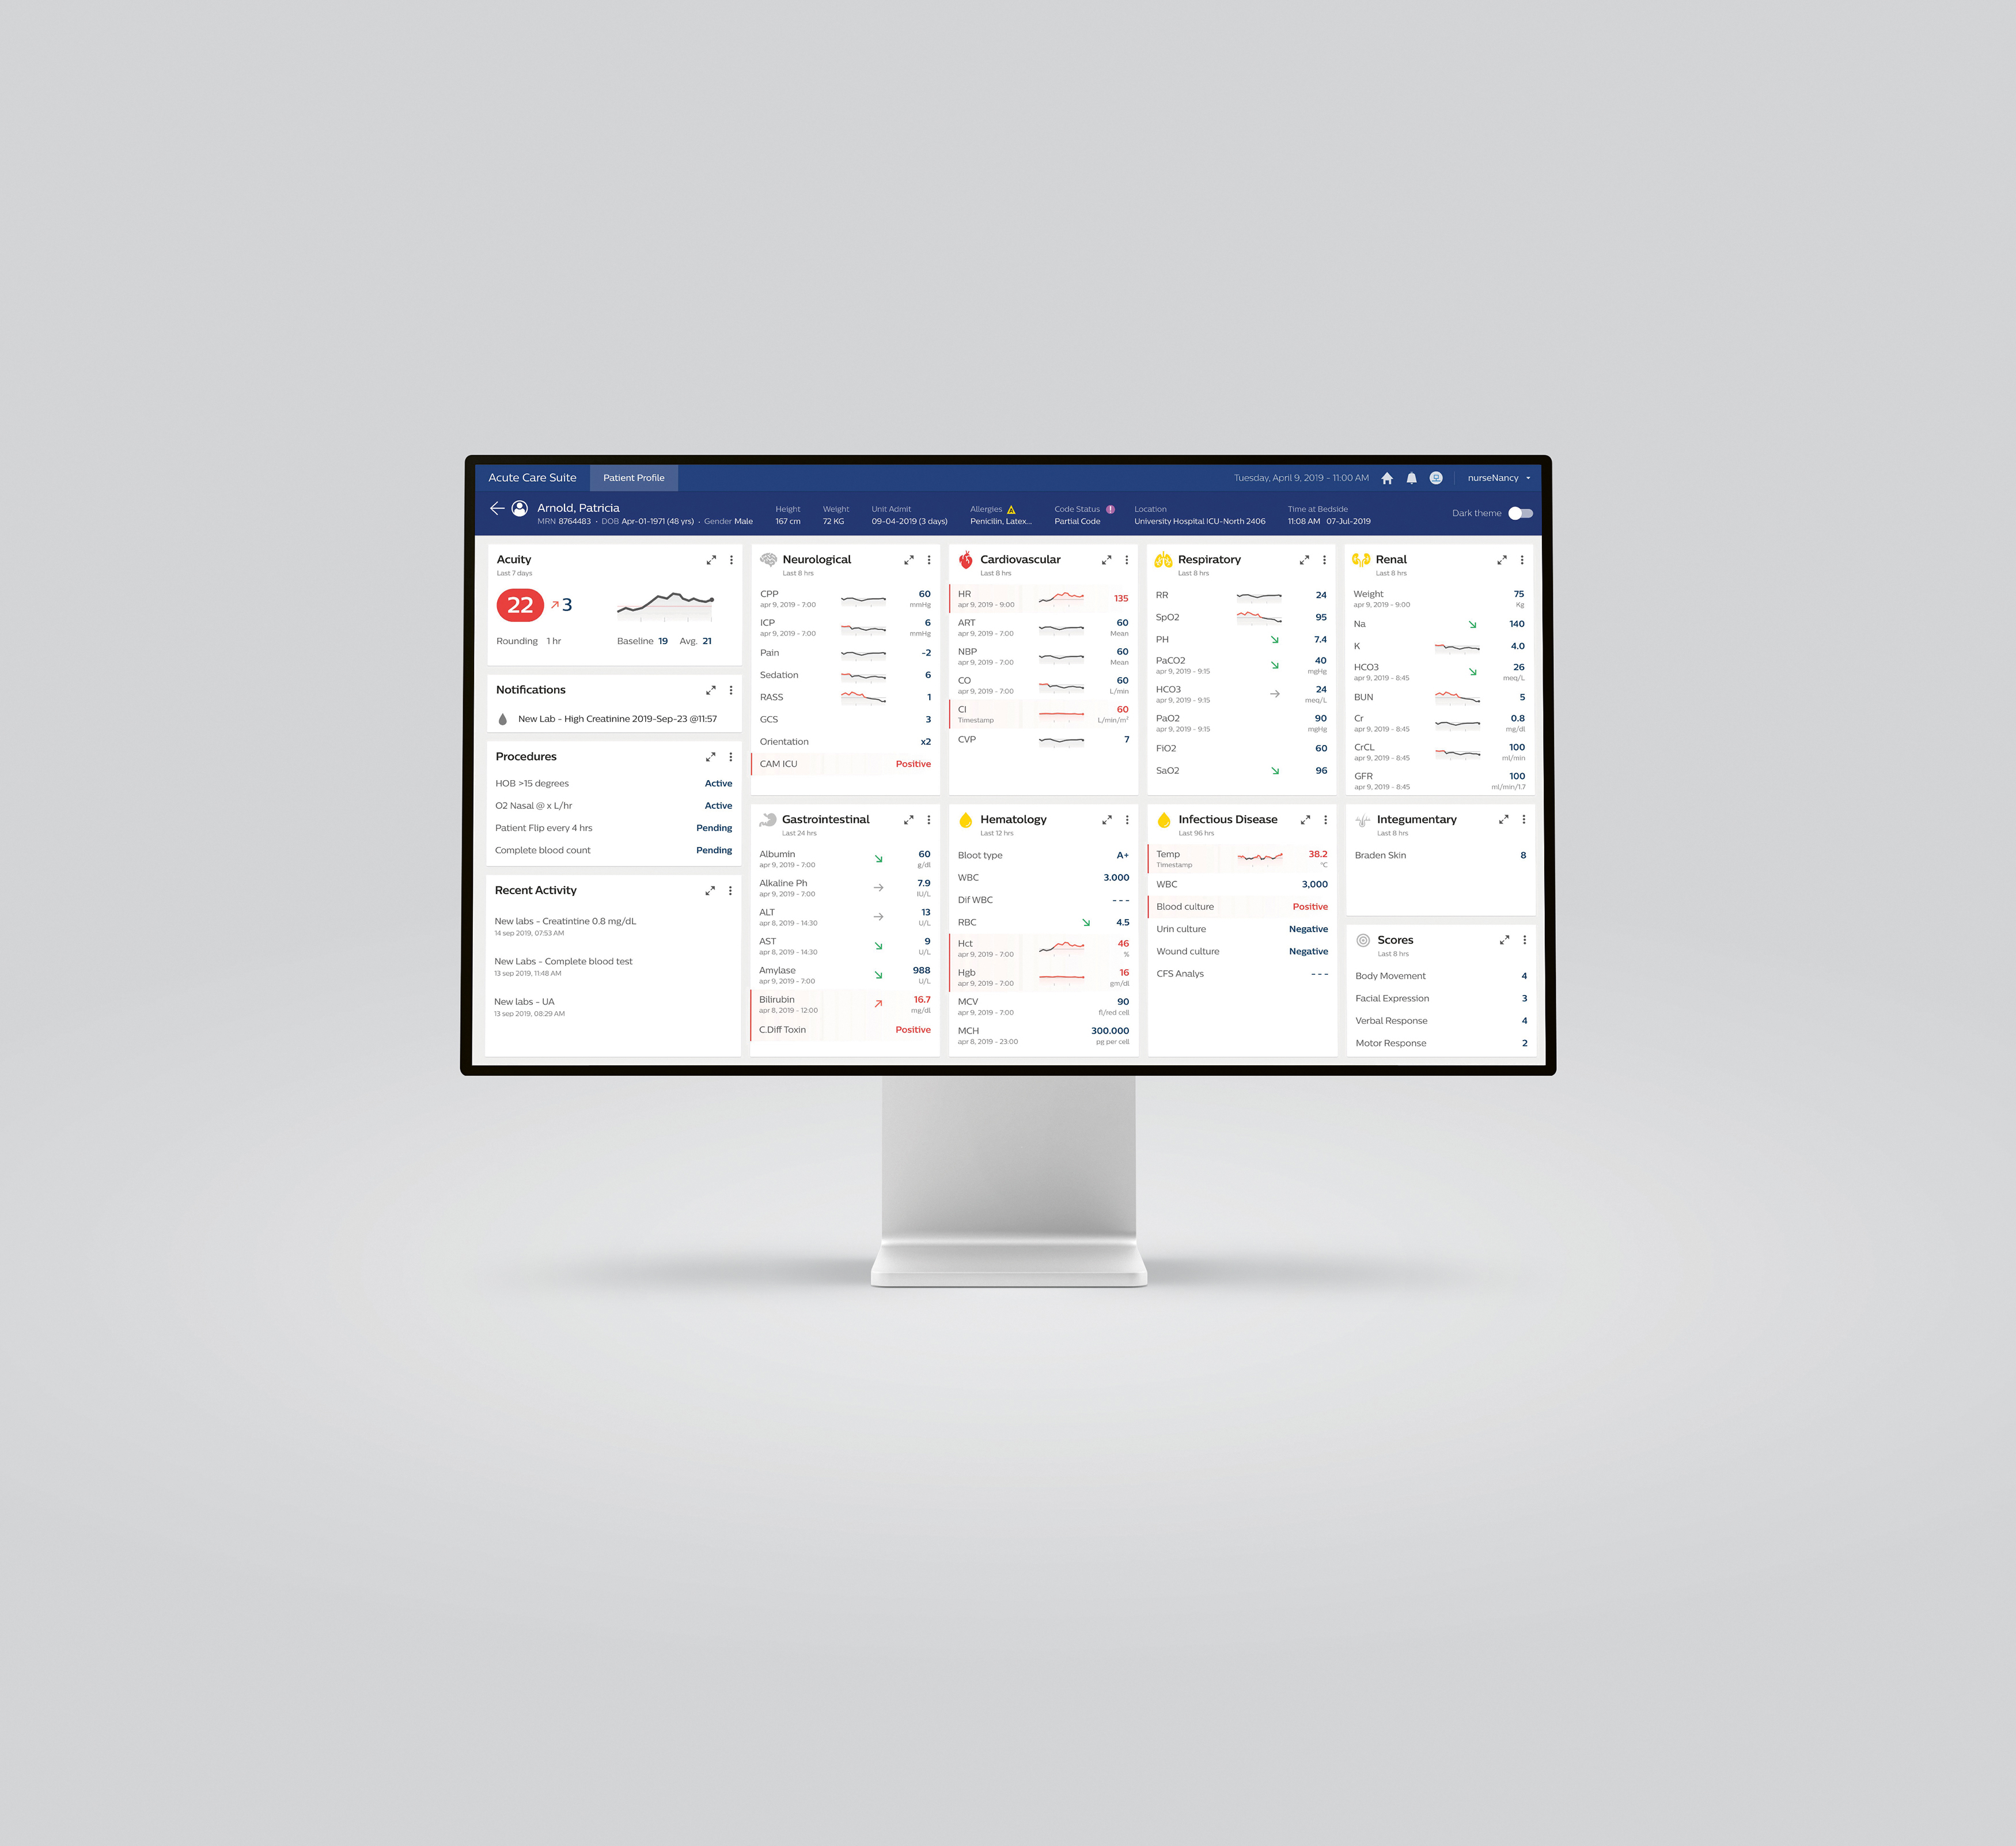 Acute Care Suite
Patient Profile
Tuesday, April 9, 2019 - 11:00 AM
nurseNancy
Arnold, Patricia
MRN 8764483 · DOB Apr-01-1971 (48 yrs) · Gender Male
Height
167 cm
Weight
72 KG
Unit Admit
09-04-2019 (3 days)
Allergies
Penicilin, Latex...
Code Status
Partial Code
Location
University Hospital ICU-North 2406
Time at Bedside
11:08 AM 07-Jul-2019
Dark theme
Acuity
Last 7 days
22 3
Rounding 1 hr
Baseline 19 Avg. 21
Notifications
New Lab - High Creatinine 2019-Sep-23 @11:57
Procedures
HOB >15 degrees Active
O2 Nasal @ x L/hr Active
Patient Flip every 4 hrs Pending
Complete blood count Pending
Recent Activity
New labs - Creatintine 0.8 mg/dL
14 sep 2019, 07:53 AM
New Labs - Complete blood test
13 sep 2019, 11:48 AM
New labs - UA
13 sep 2019, 08:29 AM
Neurological
Last 8 hrs
CPP 60
apr 9, 2019 - 7:00 mmHg
ICP 6
apr 9, 2019 - 7:00 mmHg
Pain -2
Sedation 6
RASS 1
GCS 3
Orientation x2
CAM ICU Positive
Cardiovascular
Last 8 hrs
HR 135
apr 9, 2019 - 9:00
ART 60
apr 9, 2019 - 7:00 Mean
NBP 60
apr 9, 2019 - 7:00 Mean
CO 60
apr 9, 2019 - 7:00 L/min
CI 60
Timestamp L/min/m²
CVP 7
Respiratory
Last 8 hrs
RR 24
SpO2 95
PH 7.4
PaCO2 40
apr 9, 2019 - 9:15 mgHg
HCO3 24
apr 9, 2019 - 9:15 meq/L
PaO2 90
apr 9, 2019 - 9:15 mgHg
FIO2 60
SaO2 96
Renal
Last 8 hrs
Weight 75
apr 9, 2019 - 9:00 Kg
Na 140
K 4.0
HCO3 26
apr 9, 2019 - 8:45 meq/L
BUN 5
Cr 0.8
apr 9, 2019 - 8:45 mg/dl
CrCL 100
apr 9, 2019 - 8:45 ml/min
GFR 100
apr 9, 2019 - 8:45 ml/min/1.7
Gastrointestinal
Last 24 hrs
Albumin 60
apr 9, 2019 - 7:00 g/dl
Alkaline Ph 7.9
apr 9, 2019 - 7:00 IU/L
ALT 13
apr 8, 2019 - 14:30 U/L
AST 9
apr 8, 2019 - 14:30 U/L
Amylase 988
apr 9, 2019 - 7:00 U/L
Bilirubin 16.7
apr 8, 2019 - 12:00 mg/dl
C.Diff Toxin Positive
Hematology
Last 12 hrs
Bloot type A+
WBC 3.000
Dif WBC ---
RBC 4.5
Hct 46
apr 9, 2019 - 7:00 %
Hgb 16
apr 9, 2019 - 7:00 gm/dl
MCV 90
apr 9, 2019 - 7:00 fl/red cell
MCH 300.000
apr 8, 2019 - 23:00 pg per cell
Infectious Disease
Last 96 hrs
Temp 38.2
Timestamp °C
WBC 3,000
Blood culture Positive
Urin culture Negative
Wound culture Negative
CFS Analys ---
Integumentary
Last 8 hrs
Braden Skin 8
Scores
Last 8 hrs
Body Movement 4
Facial Expression 3
Verbal Response 4
Motor Response 2